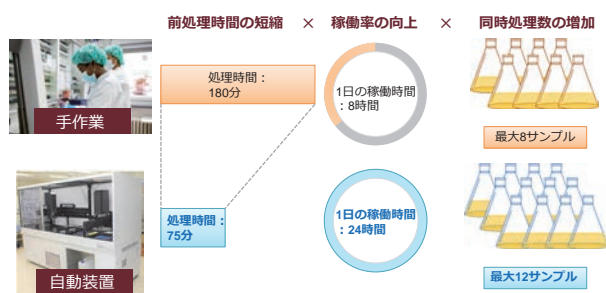 前処理時間の短縮 × 稼働率の向上 × 同時処理数の増加
手作業
処理時間：
180分
1日の稼働時間
：8時間
最大8サンプル
自動装置
処理時間：
75分
1日の稼働時間
：24時間
最大12サンプル